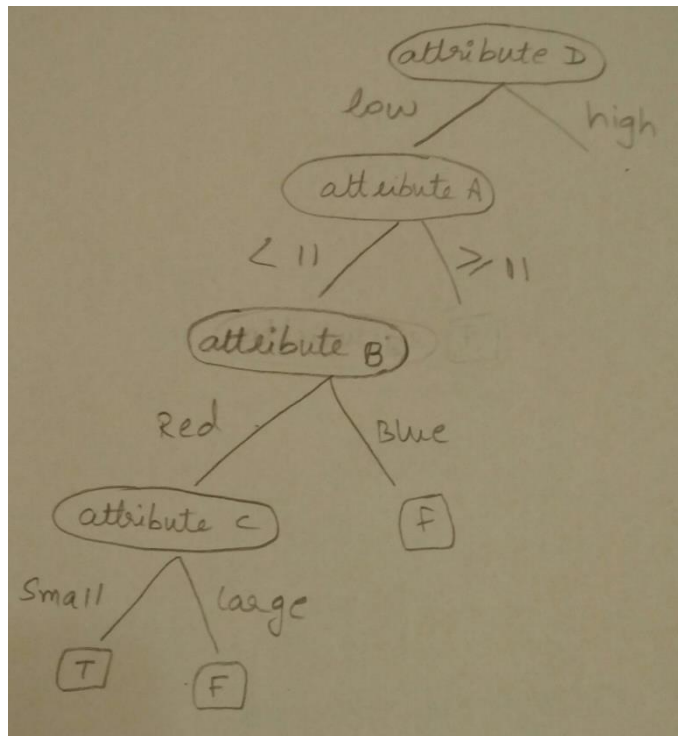 attribute D
low
high
attribute A
< 11
≥ 11
attribute B
Red
Blue
attribute C
F
Small
large
T
F